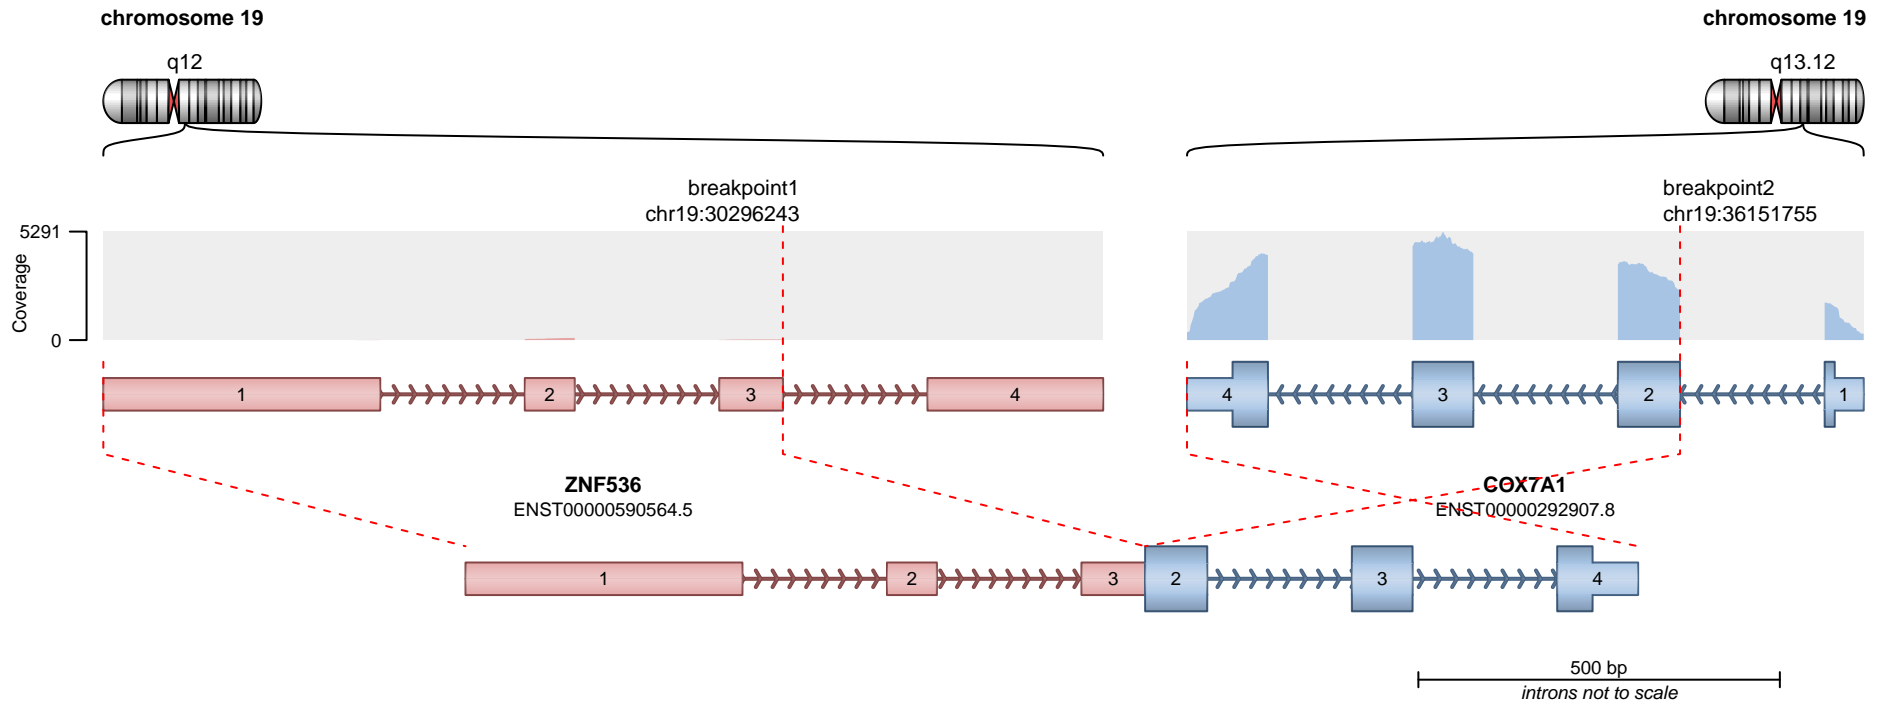 chromosome 19
chromosome 19
q12
q13.12
breakpoint1
chr19:30296243
breakpoint2
chr19:36151755
5291
Coverage
0
1
2
3
4
4
3
2
1
ZNF536
ENST00000590564.5
COX7A1
ENST00000292907.8
1
2
3
2
3
4
500 bp
introns not to scale